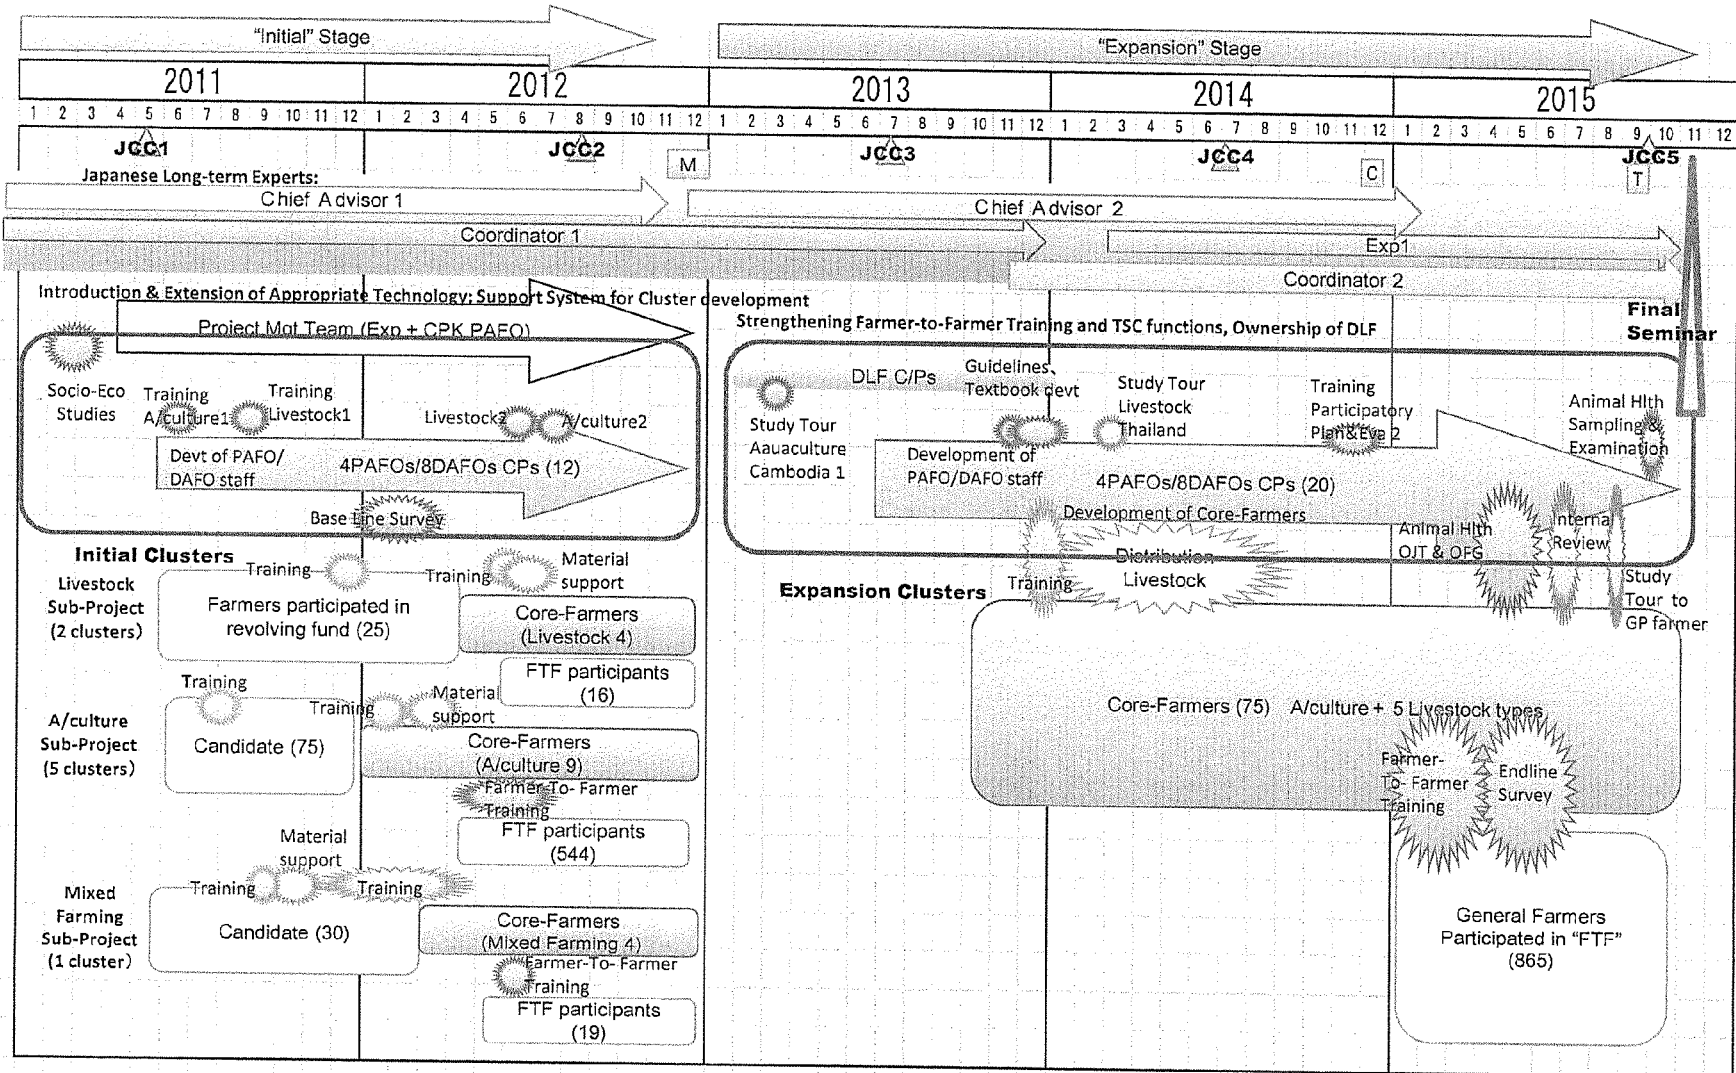 "Initial" Stage
"Expansion" Stage
2011
2012
2013
2014
2015
1 2 3 4 5 6 7 8 9 10 11 12 1 2 3 4 5 6 7 8 9 10 11 12 1 2 3 4 5 6 7 8 9 10 11 12 1 2 3 4 5 6 7 8 9 10 11 12 1 2 3 4 5 6 7 8 9 10 11 12
JCC1
JCC2
JCC3
JCC4
JCC5
M
C
T
Japanese Long-term Experts:
Chief Advisor 1
Chief Advisor 2
Coordinator 1
Exp1
Coordinator 2
Introduction & Extension of Appropriate Technology: Support System for Cluster development
Project Mgt Team (Exp + CPK PAFO)
Strengthening Farmer-to-Farmer Training and TSC functions, Ownership of DLF
Final
Seminar
Socio-Eco
Studies
Training
A/culture1
Training
Livestock1
Livestock2
A/culture2
Devt of PAFO/
DAFO staff
4PAFOs/8DAFOs CPs (12)
Base Line Survey
DLF C/Ps
Study Tour
Aauaculture
Cambodia 1
Guidelines、
Textbook devt
Study Tour
Livestock
Thailand
Training
Participatory
Plan&Eva 2
Animal Hlth
Sampling &
Examination
Development of
PAFO/DAFO staff
4PAFOs/8DAFOs CPs (20)
Development of Core-Farmers
Animal Hlth
OJT & OFG
Internal
Review
Study
Tour to
GP farmer
Initial Clusters
Livestock
Sub-Project
(2 clusters)
Training
Farmers participated in
revolving fund (25)
Training
Material
support
Core-Farmers
(Livestock 4)
FTF participants
(16)
Expansion Clusters
Training
Distribution
Livestock
A/culture
Sub-Project
(5 clusters)
Training
Candidate (75)
Training
Material
support
Core-Farmers
(A/culture 9)
Farmer-To- Farmer
Training
FTF participants
(544)
Core-Farmers (75) A/culture + 5 Livestock types
Farmer-
To- Farmer
Training
Endline
Survey
Mixed
Farming
Sub-Project
(1 cluster)
Material
support
Training
Training
Candidate (30)
Core-Farmers
(Mixed Farming 4)
Farmer-To- Farmer
Training
FTF participants
(19)
General Farmers
Participated in "FTF"
(865)